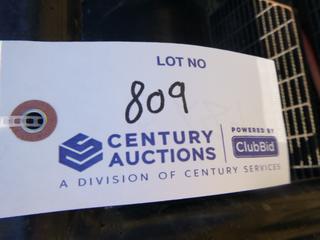 LOT NO
809
CENTURY
AUCTIONS
POWERED BY
ClubBid
A DIVISION OF CENTURY SERVICES